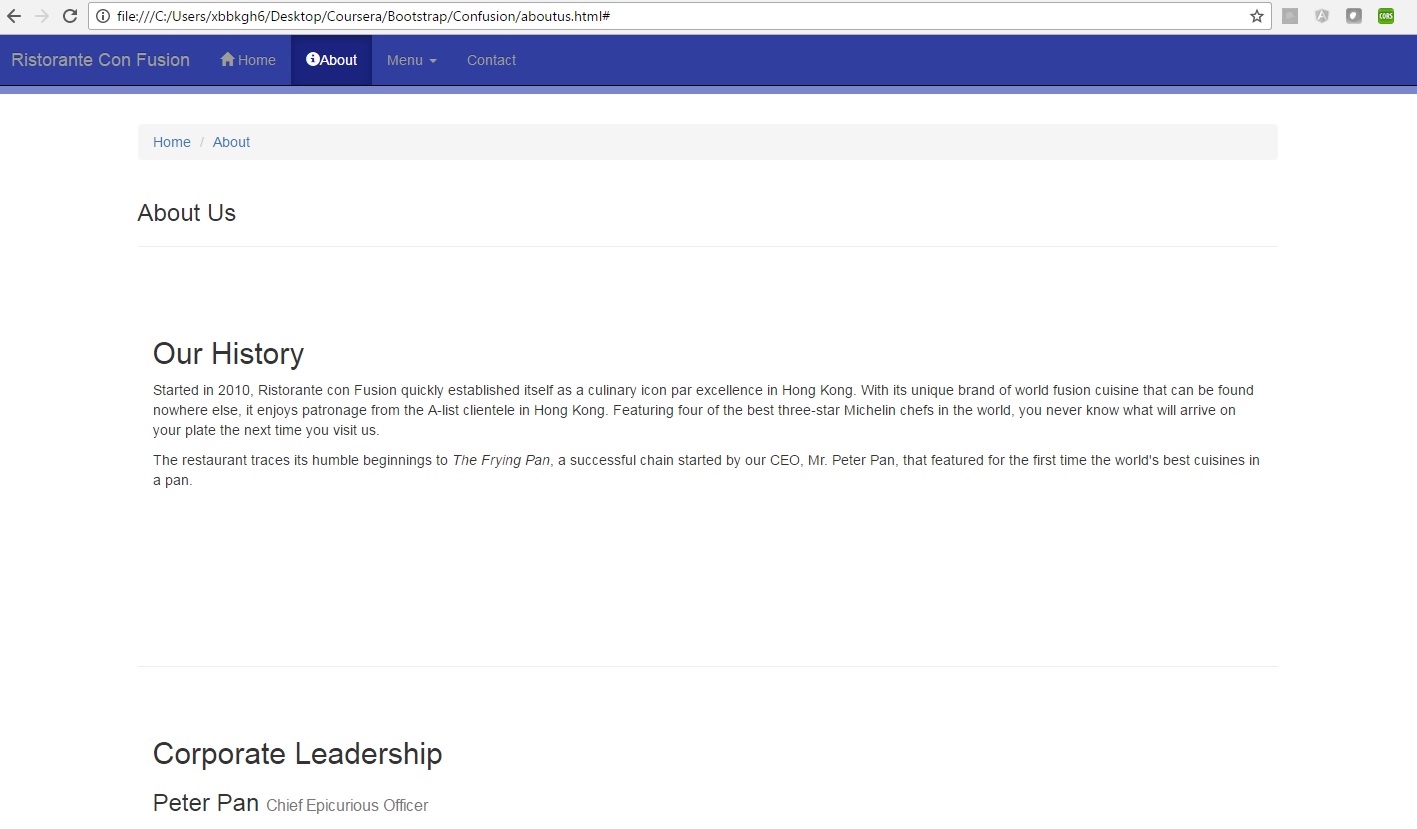 file:///C:/Users/xbbkgh6/Desktop/Coursera/Bootstrap/Confusion/aboutus.html#
CORS
Ristorante Con Fusion Home About Menu Contact
Home / About
About Us
Our History
Started in 2010, Ristorante con Fusion quickly established itself as a culinary icon par excellence in Hong Kong. With its unique brand of world fusion cuisine that can be found
nowhere else, it enjoys patronage from the A-list clientele in Hong Kong. Featuring four of the best three-star Michelin chefs in the world, you never know what will arrive on
your plate the next time you visit us.
The restaurant traces its humble beginnings to The Frying Pan, a successful chain started by our CEO, Mr. Peter Pan, that featured for the first time the world's best cuisines in
a pan.
Corporate Leadership
Peter Pan Chief Epicurious Officer